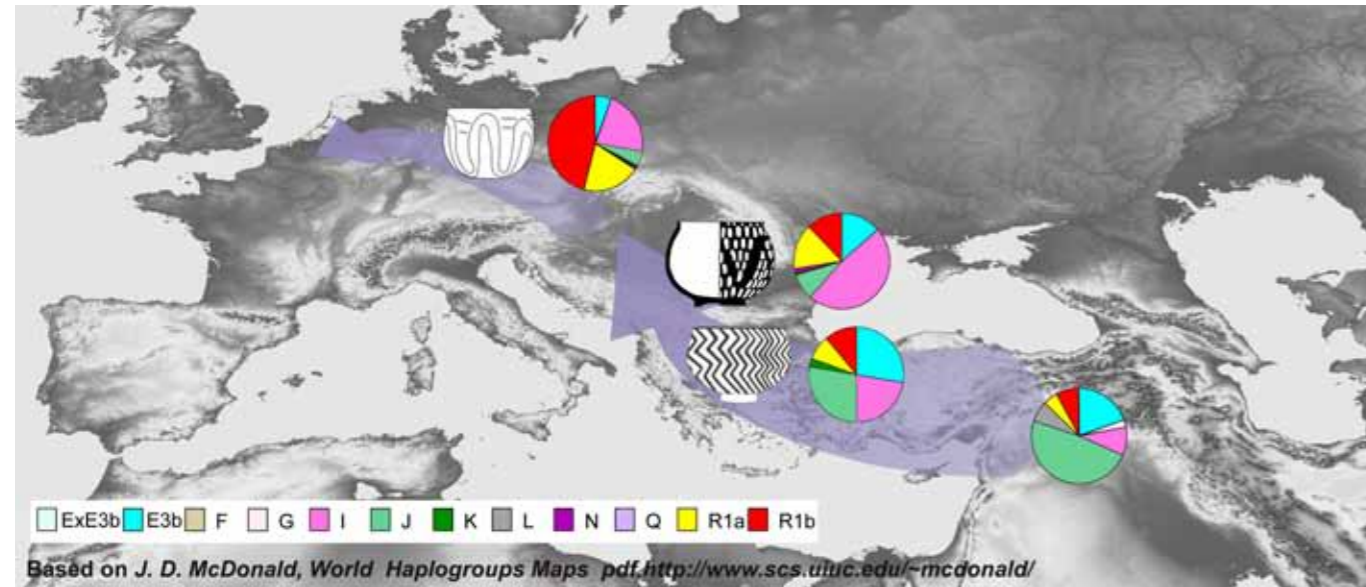 ExE3b E3b F G I J K L N Q R1a R1b
Based on J. D. McDonald, World Haplogroups Maps pdf.http://www.scs.uiuc.edu/~mcdonald/